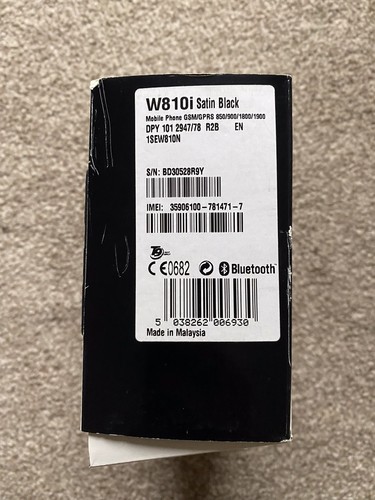 W810i Satin Black
Mobile Phone GSM/GPRS 850/900/1800/1900
DPY 101 2947/78 R2B EN
1SEW810N
S/N: BD30528R9Y
IMEI: 35906100-781471-7
T9
CE0682 Bluetooth
5 038262 006930
Made in Malaysia